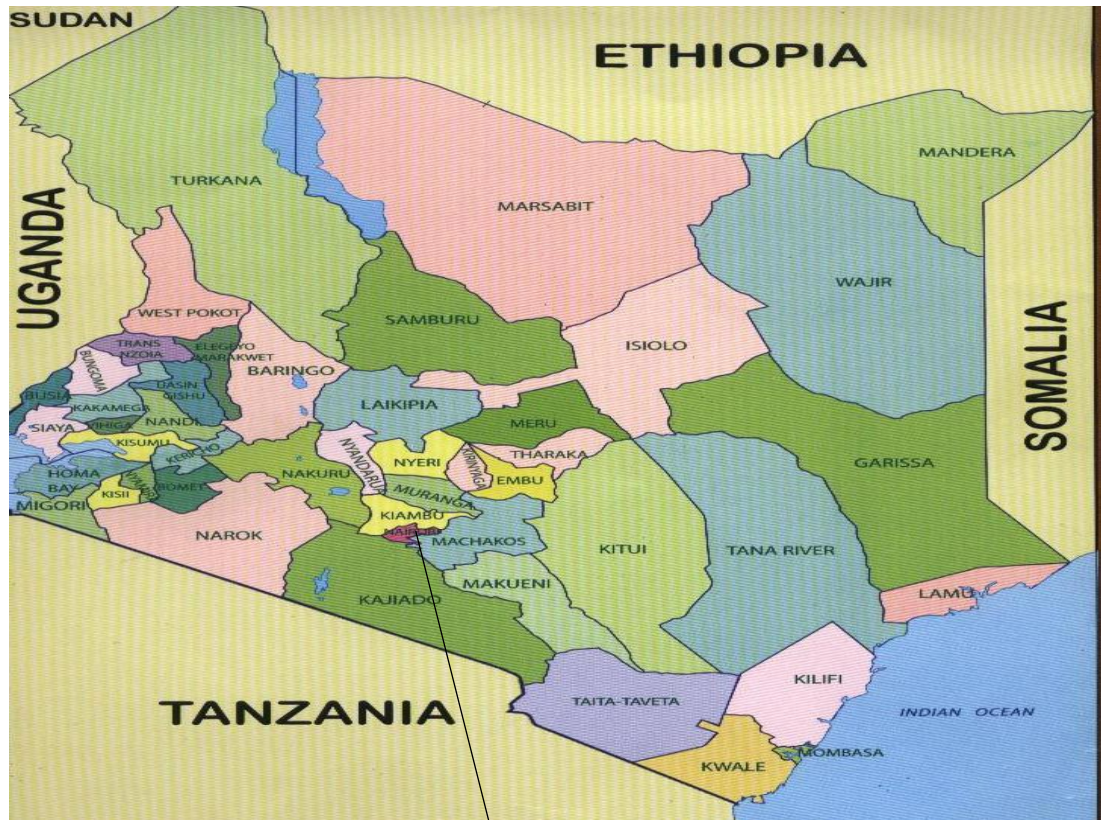 SUDAN
ETHIOPIA
MANDERA
TURKANA
MARSABIT
UGANDA
WAJIR
WEST POKOT
SAMBURU
SOMALIA
TRANS
NZOIA
ELEGEYO
MARAKWET
ISIOLO
BUNGOMA
BARINGO
UASIN
GISHU
BUSIA
KAKAMEGA
LAIKIPIA
SIAYA
VIHIGA
NANDI
MERU
KISUMU
KERICHO
NYANDARUA
NYERI
KIRINYAGA
THARAKA
GARISSA
HOMA
BAY
NAKURU
EMBU
BOMET
KISII
MURANGA
MIGORI
KIAMBU
NAROK
NAIROBI
MACHAKOS
KITUI
TANA RIVER
MAKUENI
KAJIADO
LAMU
KILIFI
TANZANIA
TAITA-TAVETA
INDIAN OCEAN
MOMBASA
KWALE